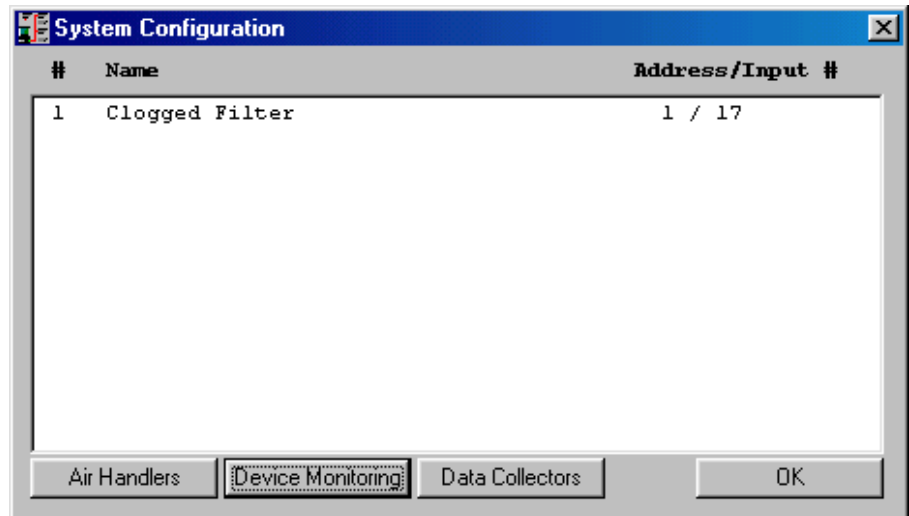 System Configuration
# Name Address/Input #
1 Clogged Filter 1 / 17
Air Handlers Device Monitoring Data Collectors OK